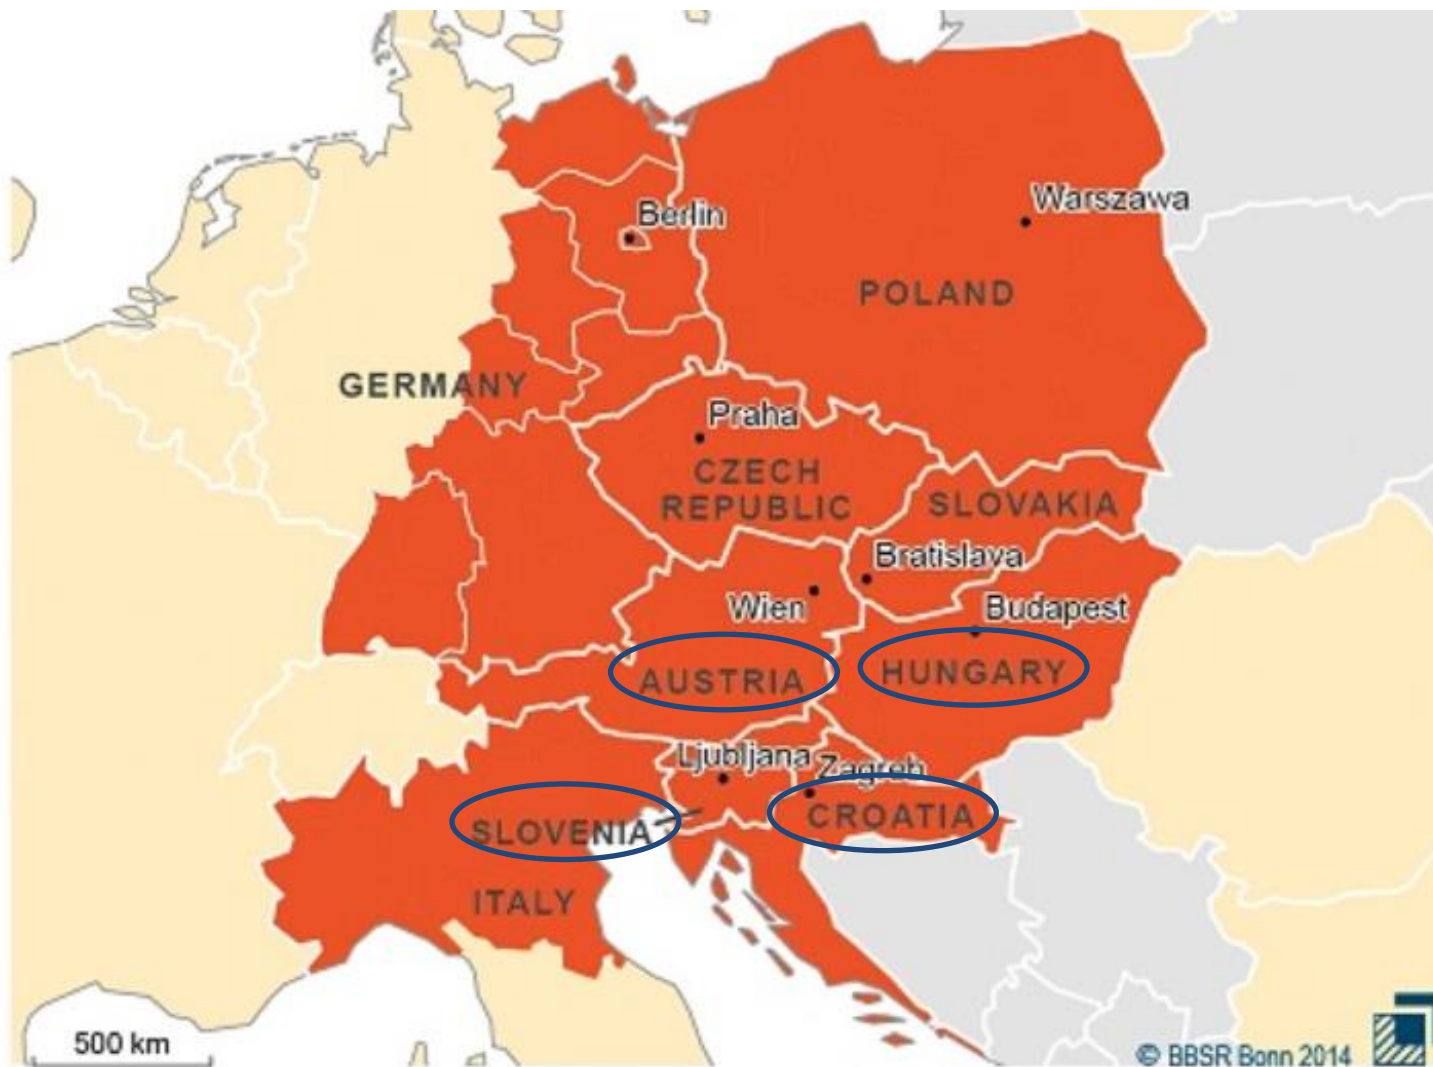 Warszawa
Berlin
POLAND
GERMANY
Praha
CZECH
REPUBLIC
SLOVAKIA
Bratislava
Wien
Budapest
AUSTRIA
HUNGARY
Ljubljana
Zagreb
SLOVENIA
CROATIA
ITALY
500 km
© BBSR Bonn 2014